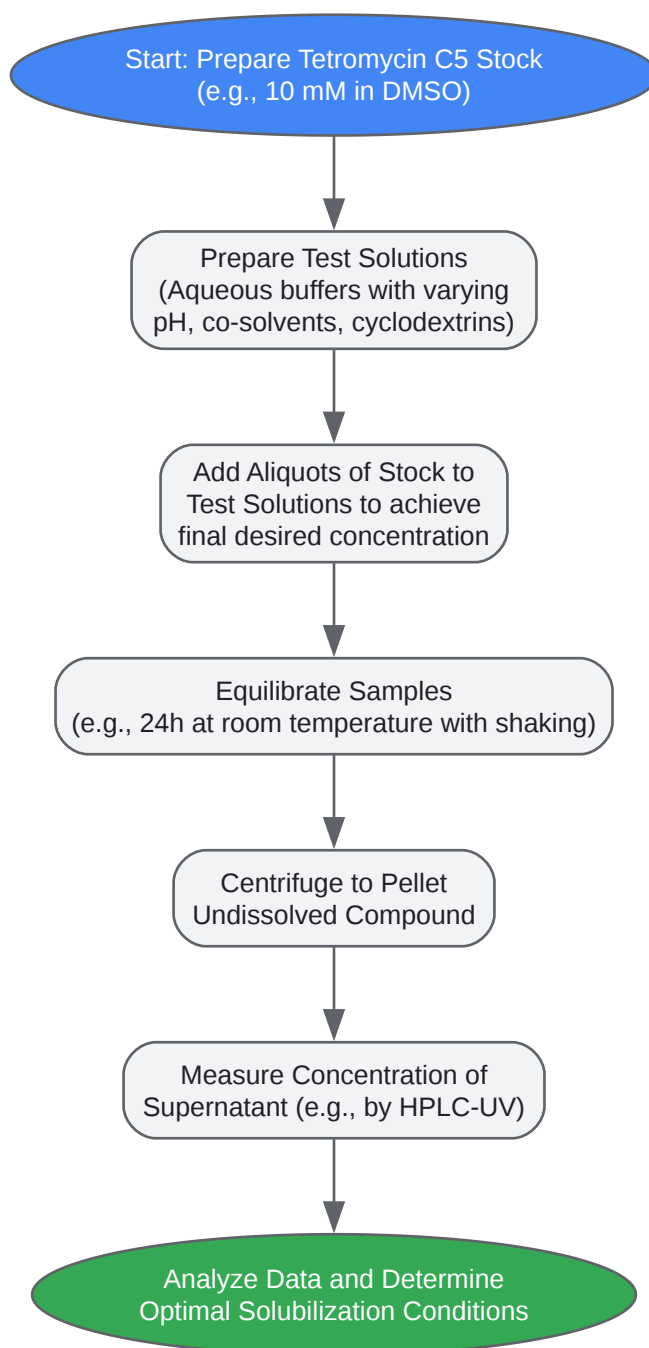 Start: Prepare Tetromycin C5 Stock
(e.g., 10 mM in DMSO)
Prepare Test Solutions
(Aqueous buffers with varying
pH, co-solvents, cyclodextrins)
Add Aliquots of Stock to
Test Solutions to achieve
final desired concentration
Equilibrate Samples
(e.g., 24h at room temperature with shaking)
Centrifuge to Pellet
Undissolved Compound
Measure Concentration of
Supernatant (e.g., by HPLC-UV)
Analyze Data and Determine
Optimal Solubilization Conditions